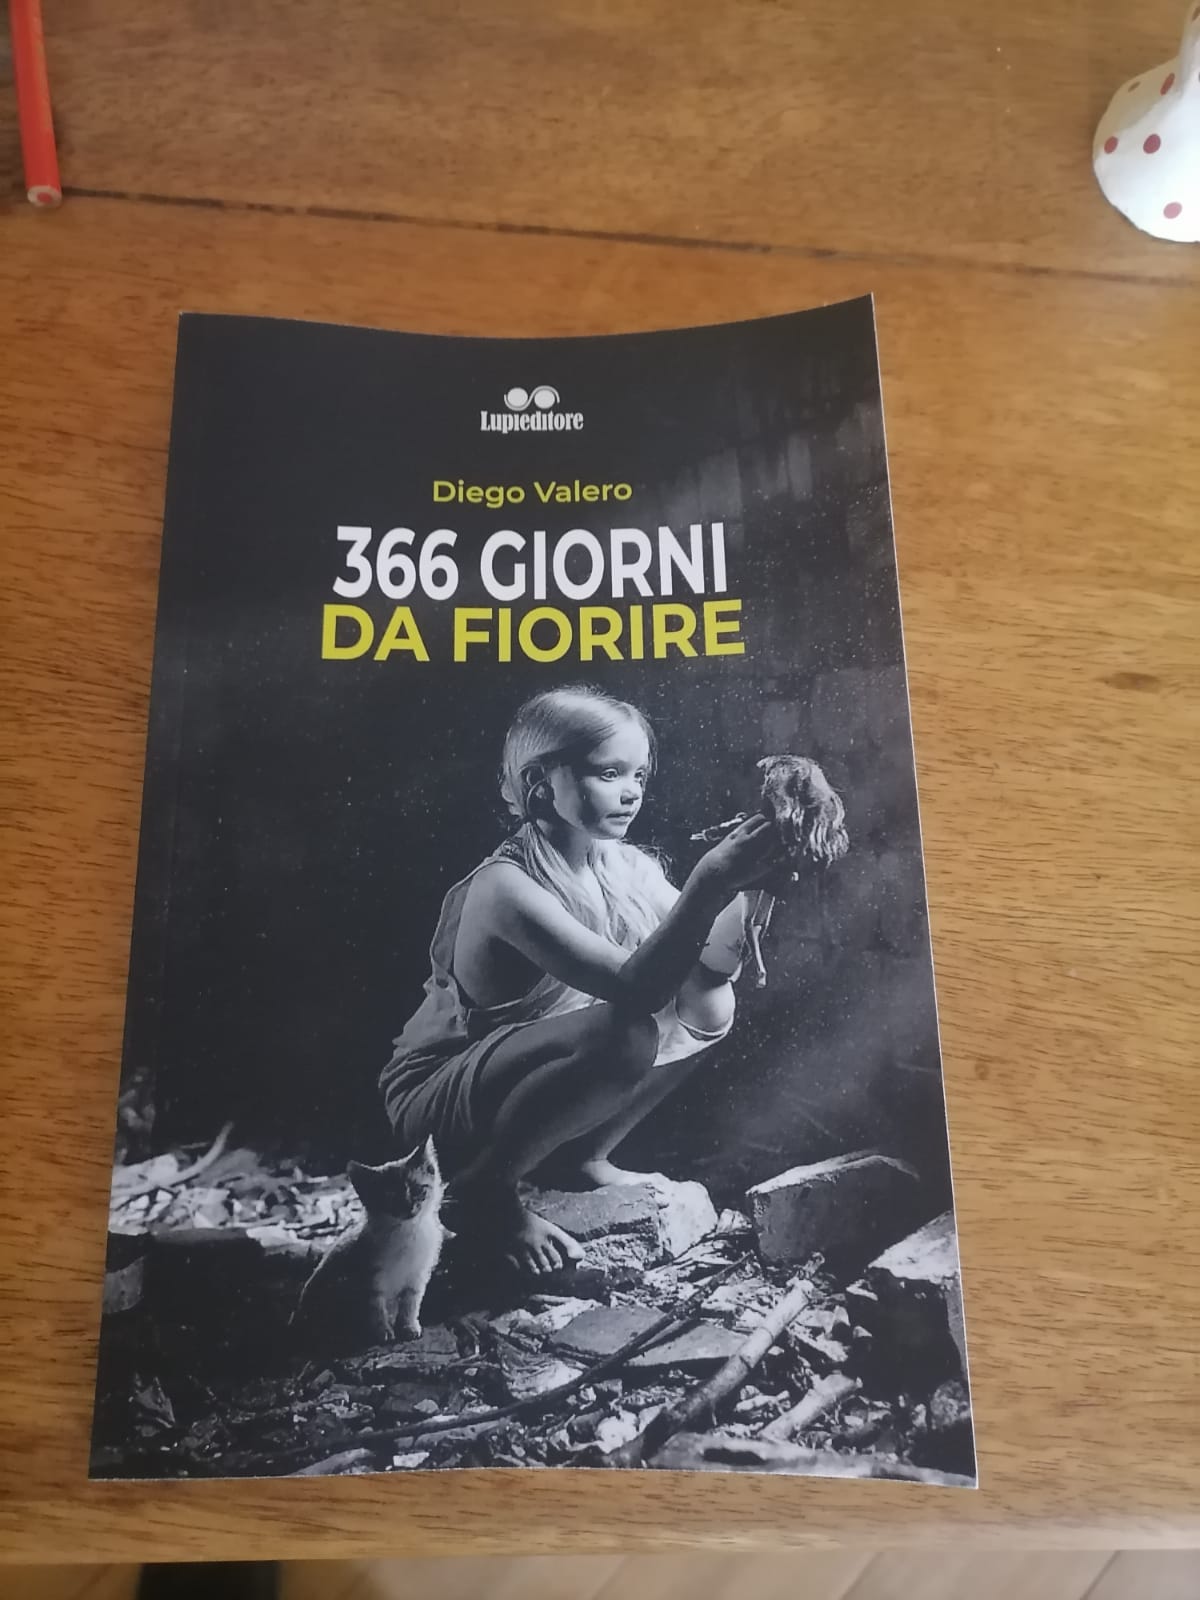 Lupieditore
Diego Valero
366 GIORNI
DA FIORIRE